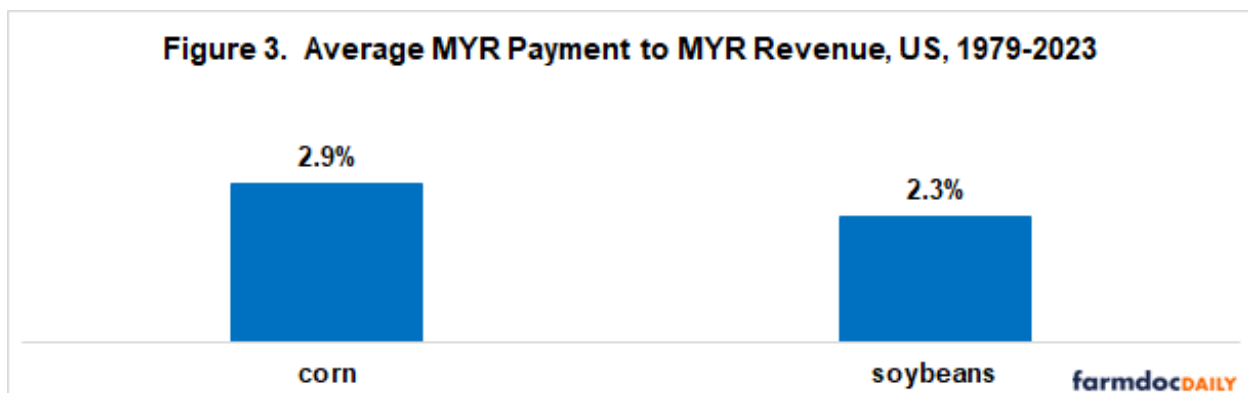 Figure 3.  Average MYR Payment to MYR Revenue, US, 1979-2023
2.9%
2.3%
corn
soybeans
farmdocDAILY